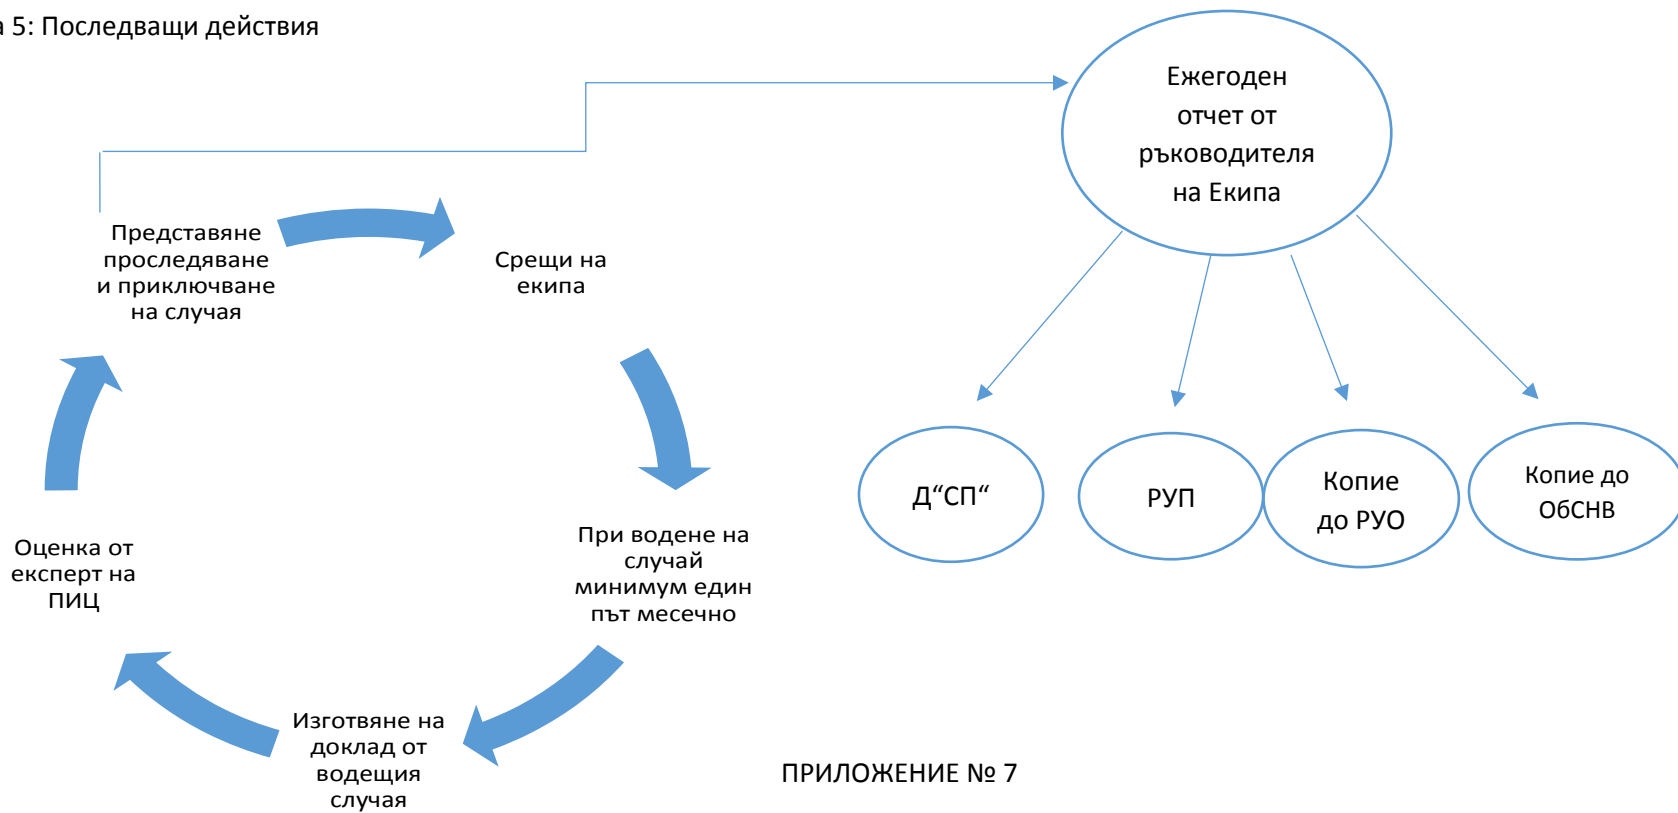 а 5: Последващи действия
Ежегоден
отчет от
ръководителя
на Екипа
Представяне
проследяване
и приключване
на случая
Срещи на
екипа
При водене на
случай
минимум един
път месечно
Изготвяне на
доклад от
водещия
случая
Оценка от
експерт на
ПИЦ
Д“СП“
РУП
Копие
до РУО
Копие до
ОбСНВ
ПРИЛОЖЕНИЕ № 7